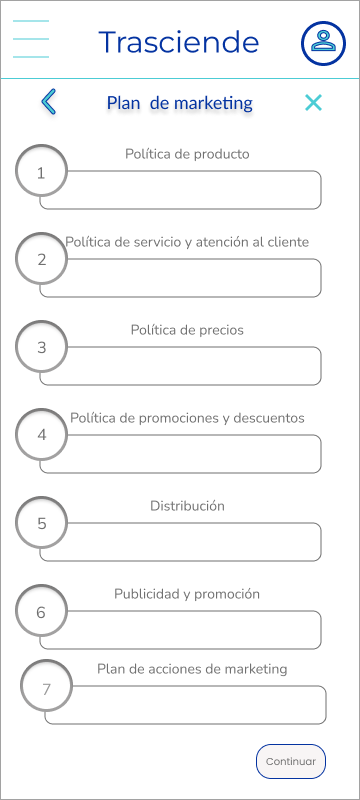 Trasciende
Plan de marketing
Política de producto
1
Política de servicio y atención al cliente
2
Política de precios
3
Política de promociones y descuentos
4
Distribución
5
Publicidad y promoción
6
Plan de acciones de marketing
7
Continuar